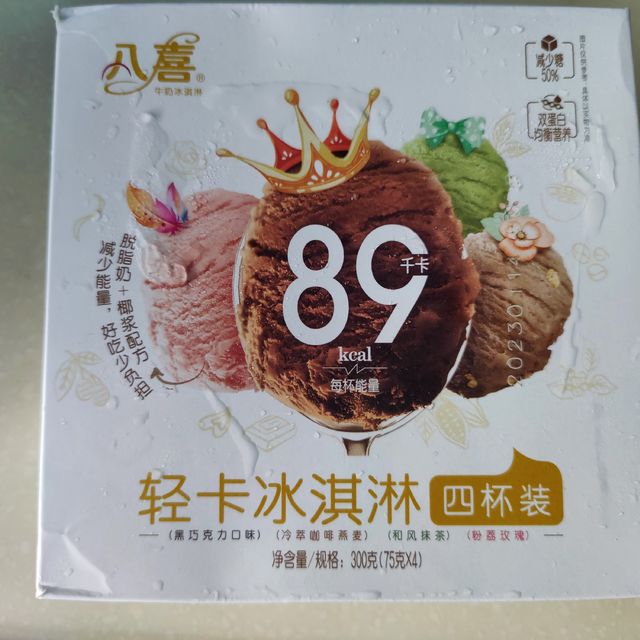 八喜®
牛奶冰淇淋
减少糖
50%
双蛋白
均衡营养
脱脂奶+椰浆配方
减少能量,好吃少负担
89千卡
kcal
每杯能量
轻卡冰淇淋 四杯装
(黑巧克力口味) (冷萃咖啡燕麦) (和风抹茶) (粉荔玫瑰)
净含量/规格:300克(75克X4)